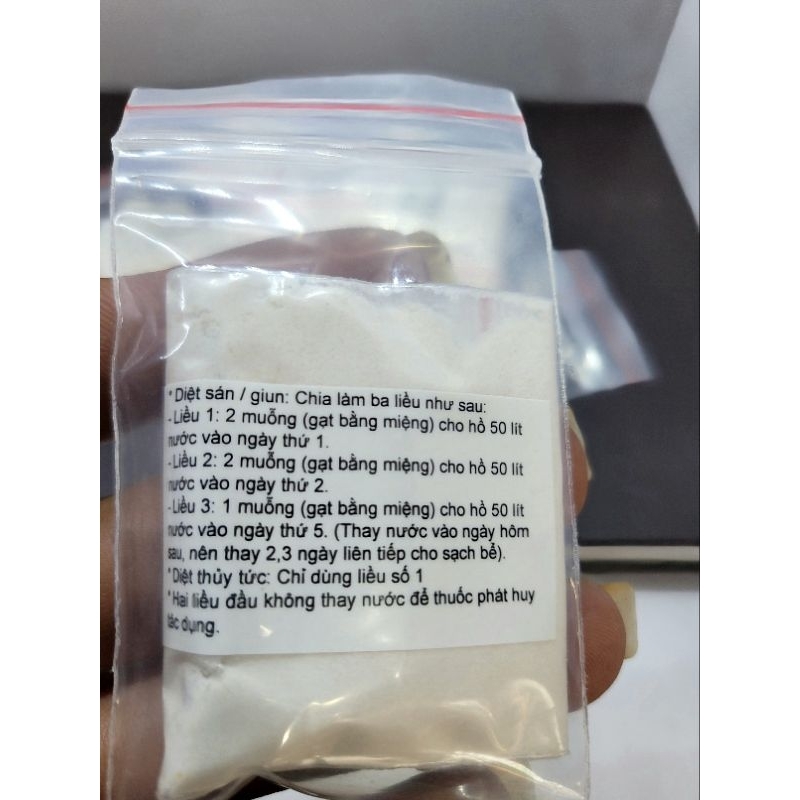 * Diệt sán / giun: Chia làm ba liều như sau:
- Liều 1: 2 muỗng (gạt bằng miệng) cho hồ 50 lít
nước vào ngày thứ 1.
- Liều 2: 2 muỗng (gạt bằng miệng) cho hồ 50 lít
nước vào ngày thứ 2.
- Liều 3: 1 muỗng (gạt bằng miệng) cho hồ 50 lít
nước vào ngày thứ 5. (Thay nước vào ngày hôm
sau, nên thay 2,3 ngày liên tiếp cho sạch bể).
* Diệt thủy tức: Chỉ dùng liều số 1
* Hai liều đầu không thay nước để thuốc phát huy
tác dụng.